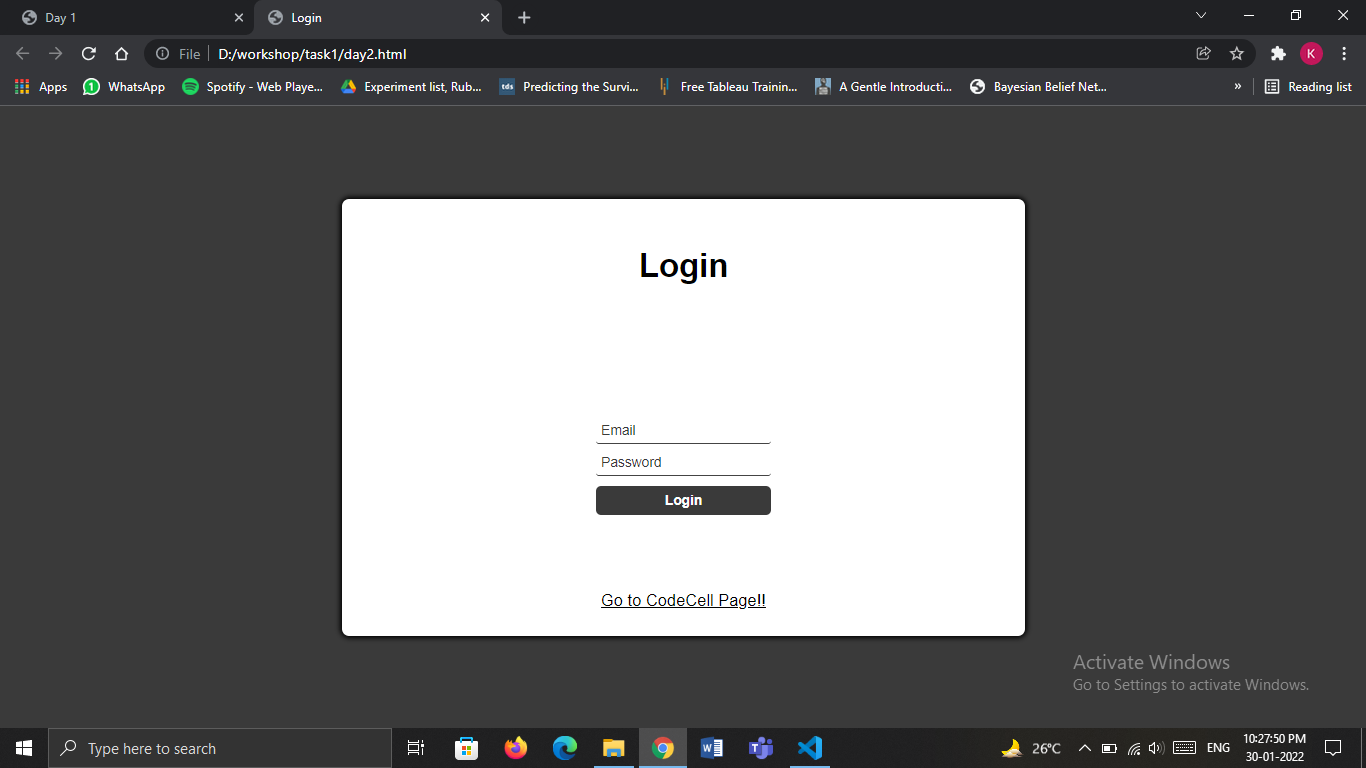 Day 1
Login
File D:/workshop/task1/day2.html
K
Apps
1 WhatsApp
Spotify - Web Playe...
Experiment list, Rub...
tds Predicting the Survi...
Free Tableau Trainin...
A Gentle Introducti...
Bayesian Belief Net...
»
Reading list
Login
Email
Password
Login
Go to CodeCell Page!!
Activate Windows
Go to Settings to activate Windows.
Type here to search
26°C
ENG
10:27:50 PM
30-01-2022